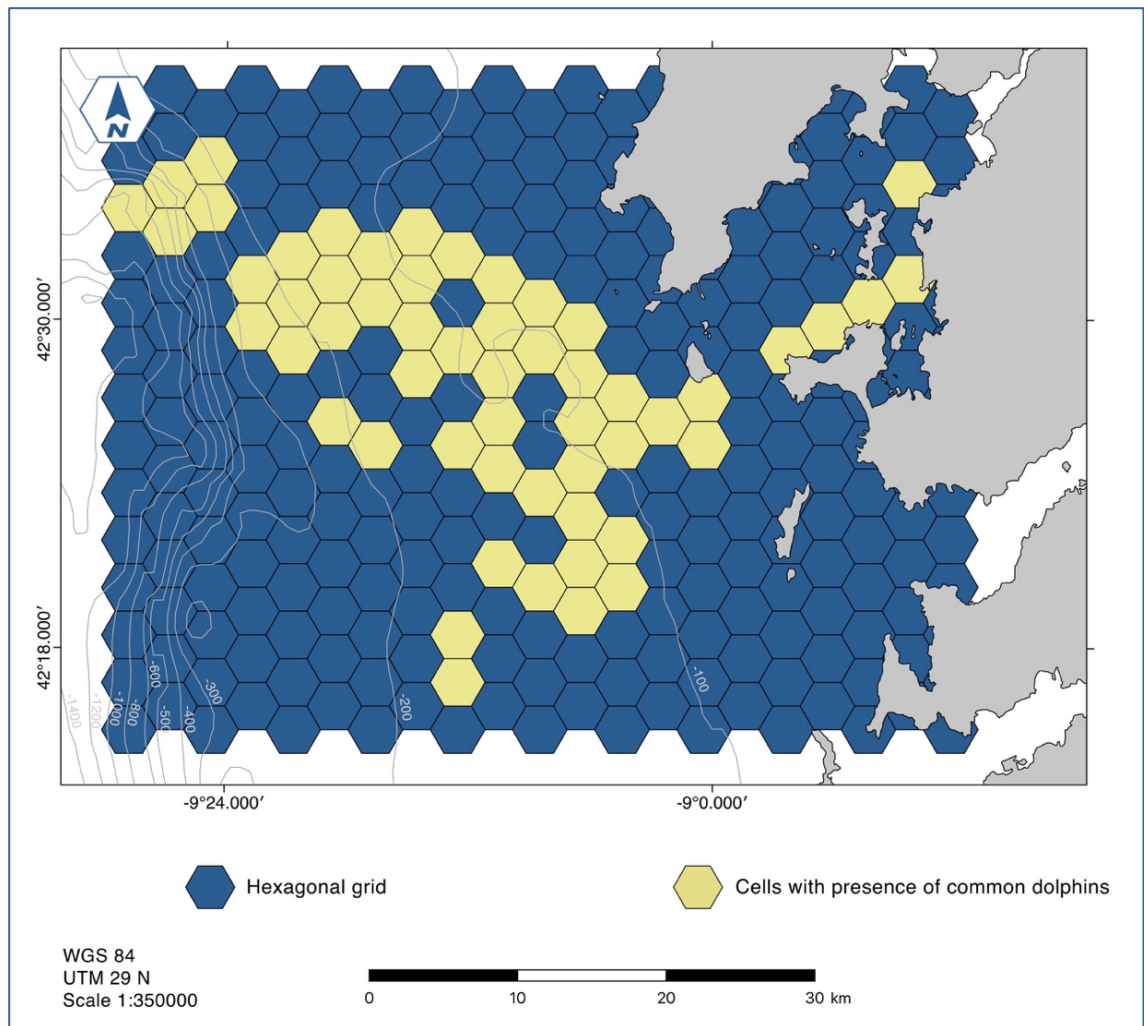 N
42°30.000′
42°18.000′
-1400
-1200
-1000
-800
-600
-500
-400
-300
-200
-100
-9°24.000′
-9°0.000′
Hexagonal grid
Cells with presence of common dolphins
WGS 84
UTM 29 N
Scale 1:350000
0 10 20 30 km